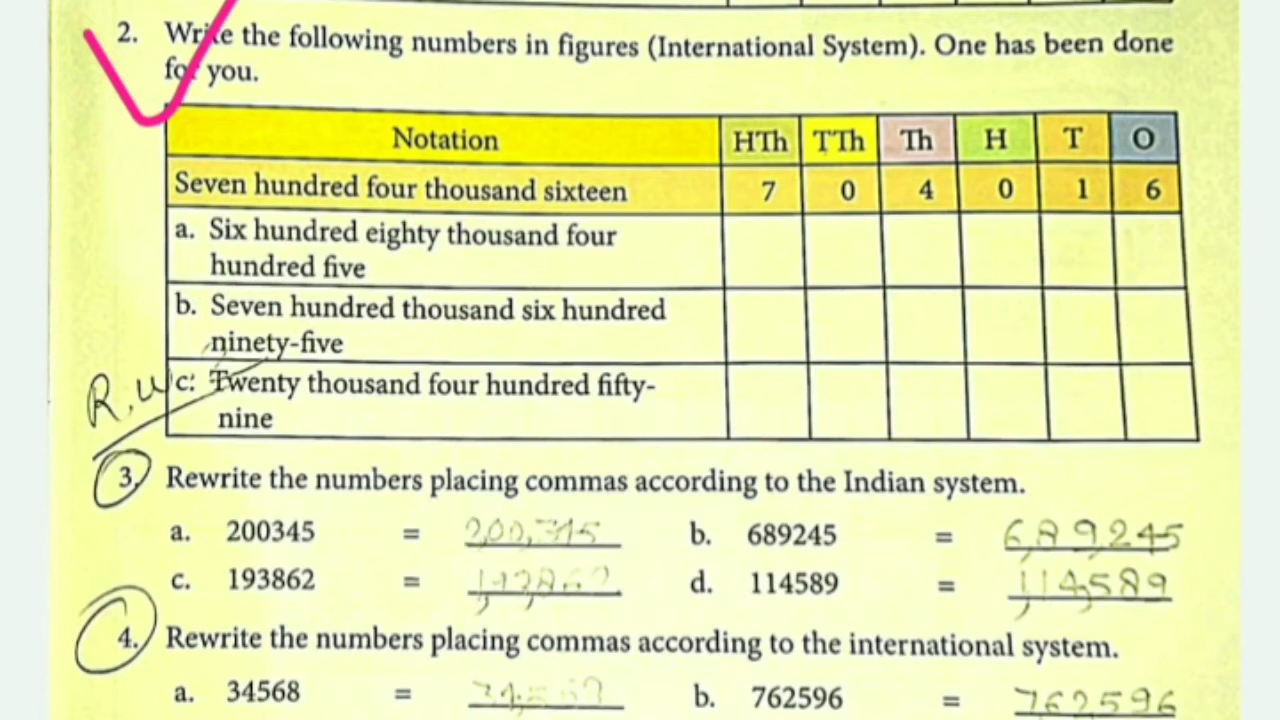 2. Write the following numbers in figures (International System). One has been done
for you.
Notation HTh TTh Th H T O
Seven hundred four thousand sixteen 7 0 4 0 1 6
a. Six hundred eighty thousand four
hundred five
b. Seven hundred thousand six hundred
ninety-five
R.W c. Twenty thousand four hundred fifty-
nine
3. Rewrite the numbers placing commas according to the Indian system.
a. 200345 = b. 689245 = 6,89,245
c. 193862 = d. 114589 = 1,14,589
4. Rewrite the numbers placing commas according to the international system.
a. 34568 = b. 762596 = 762596